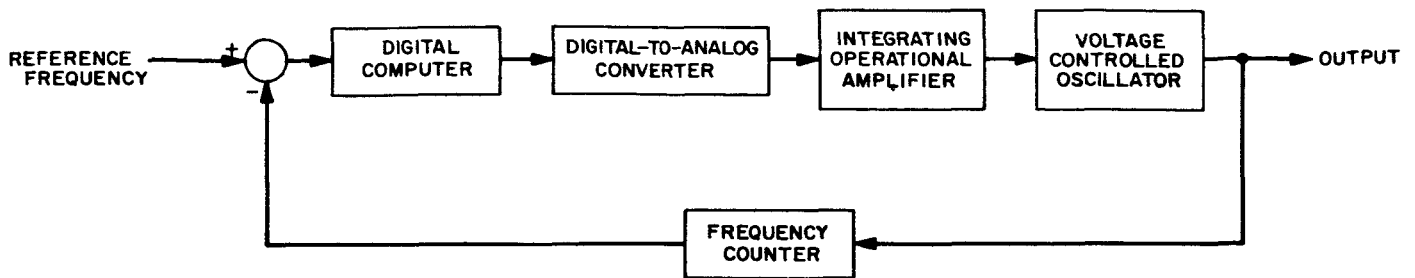 REFERENCE
FREQUENCY
+
-
DIGITAL
COMPUTER
DIGITAL-TO-ANALOG
CONVERTER
INTEGRATING
OPERATIONAL
AMPLIFIER
VOLTAGE
CONTROLLED
OSCILLATOR
OUTPUT
FREQUENCY
COUNTER